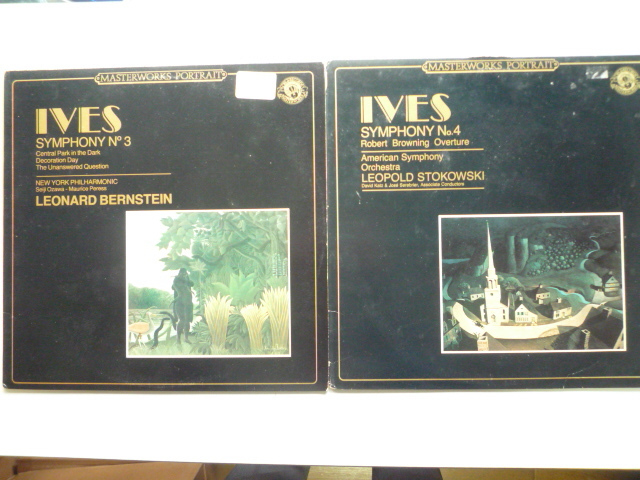 MASTERWORKS PORTRAIT
IVES
SYMPHONY Nº 3
Central Park in the Dark
Decoration Day
The Unanswered Question
NEW YORK PHILHARMONIC
Seiji Ozawa - Maurice Peress
LEONARD BERNSTEIN
MASTERWORKS PORTRAIT
IVES
SYMPHONY No.4
Robert Browning Overture
American Symphony
Orchestra
LEOPOLD STOKOWSKI
David Katz & José Serebrier, Associate Conductors